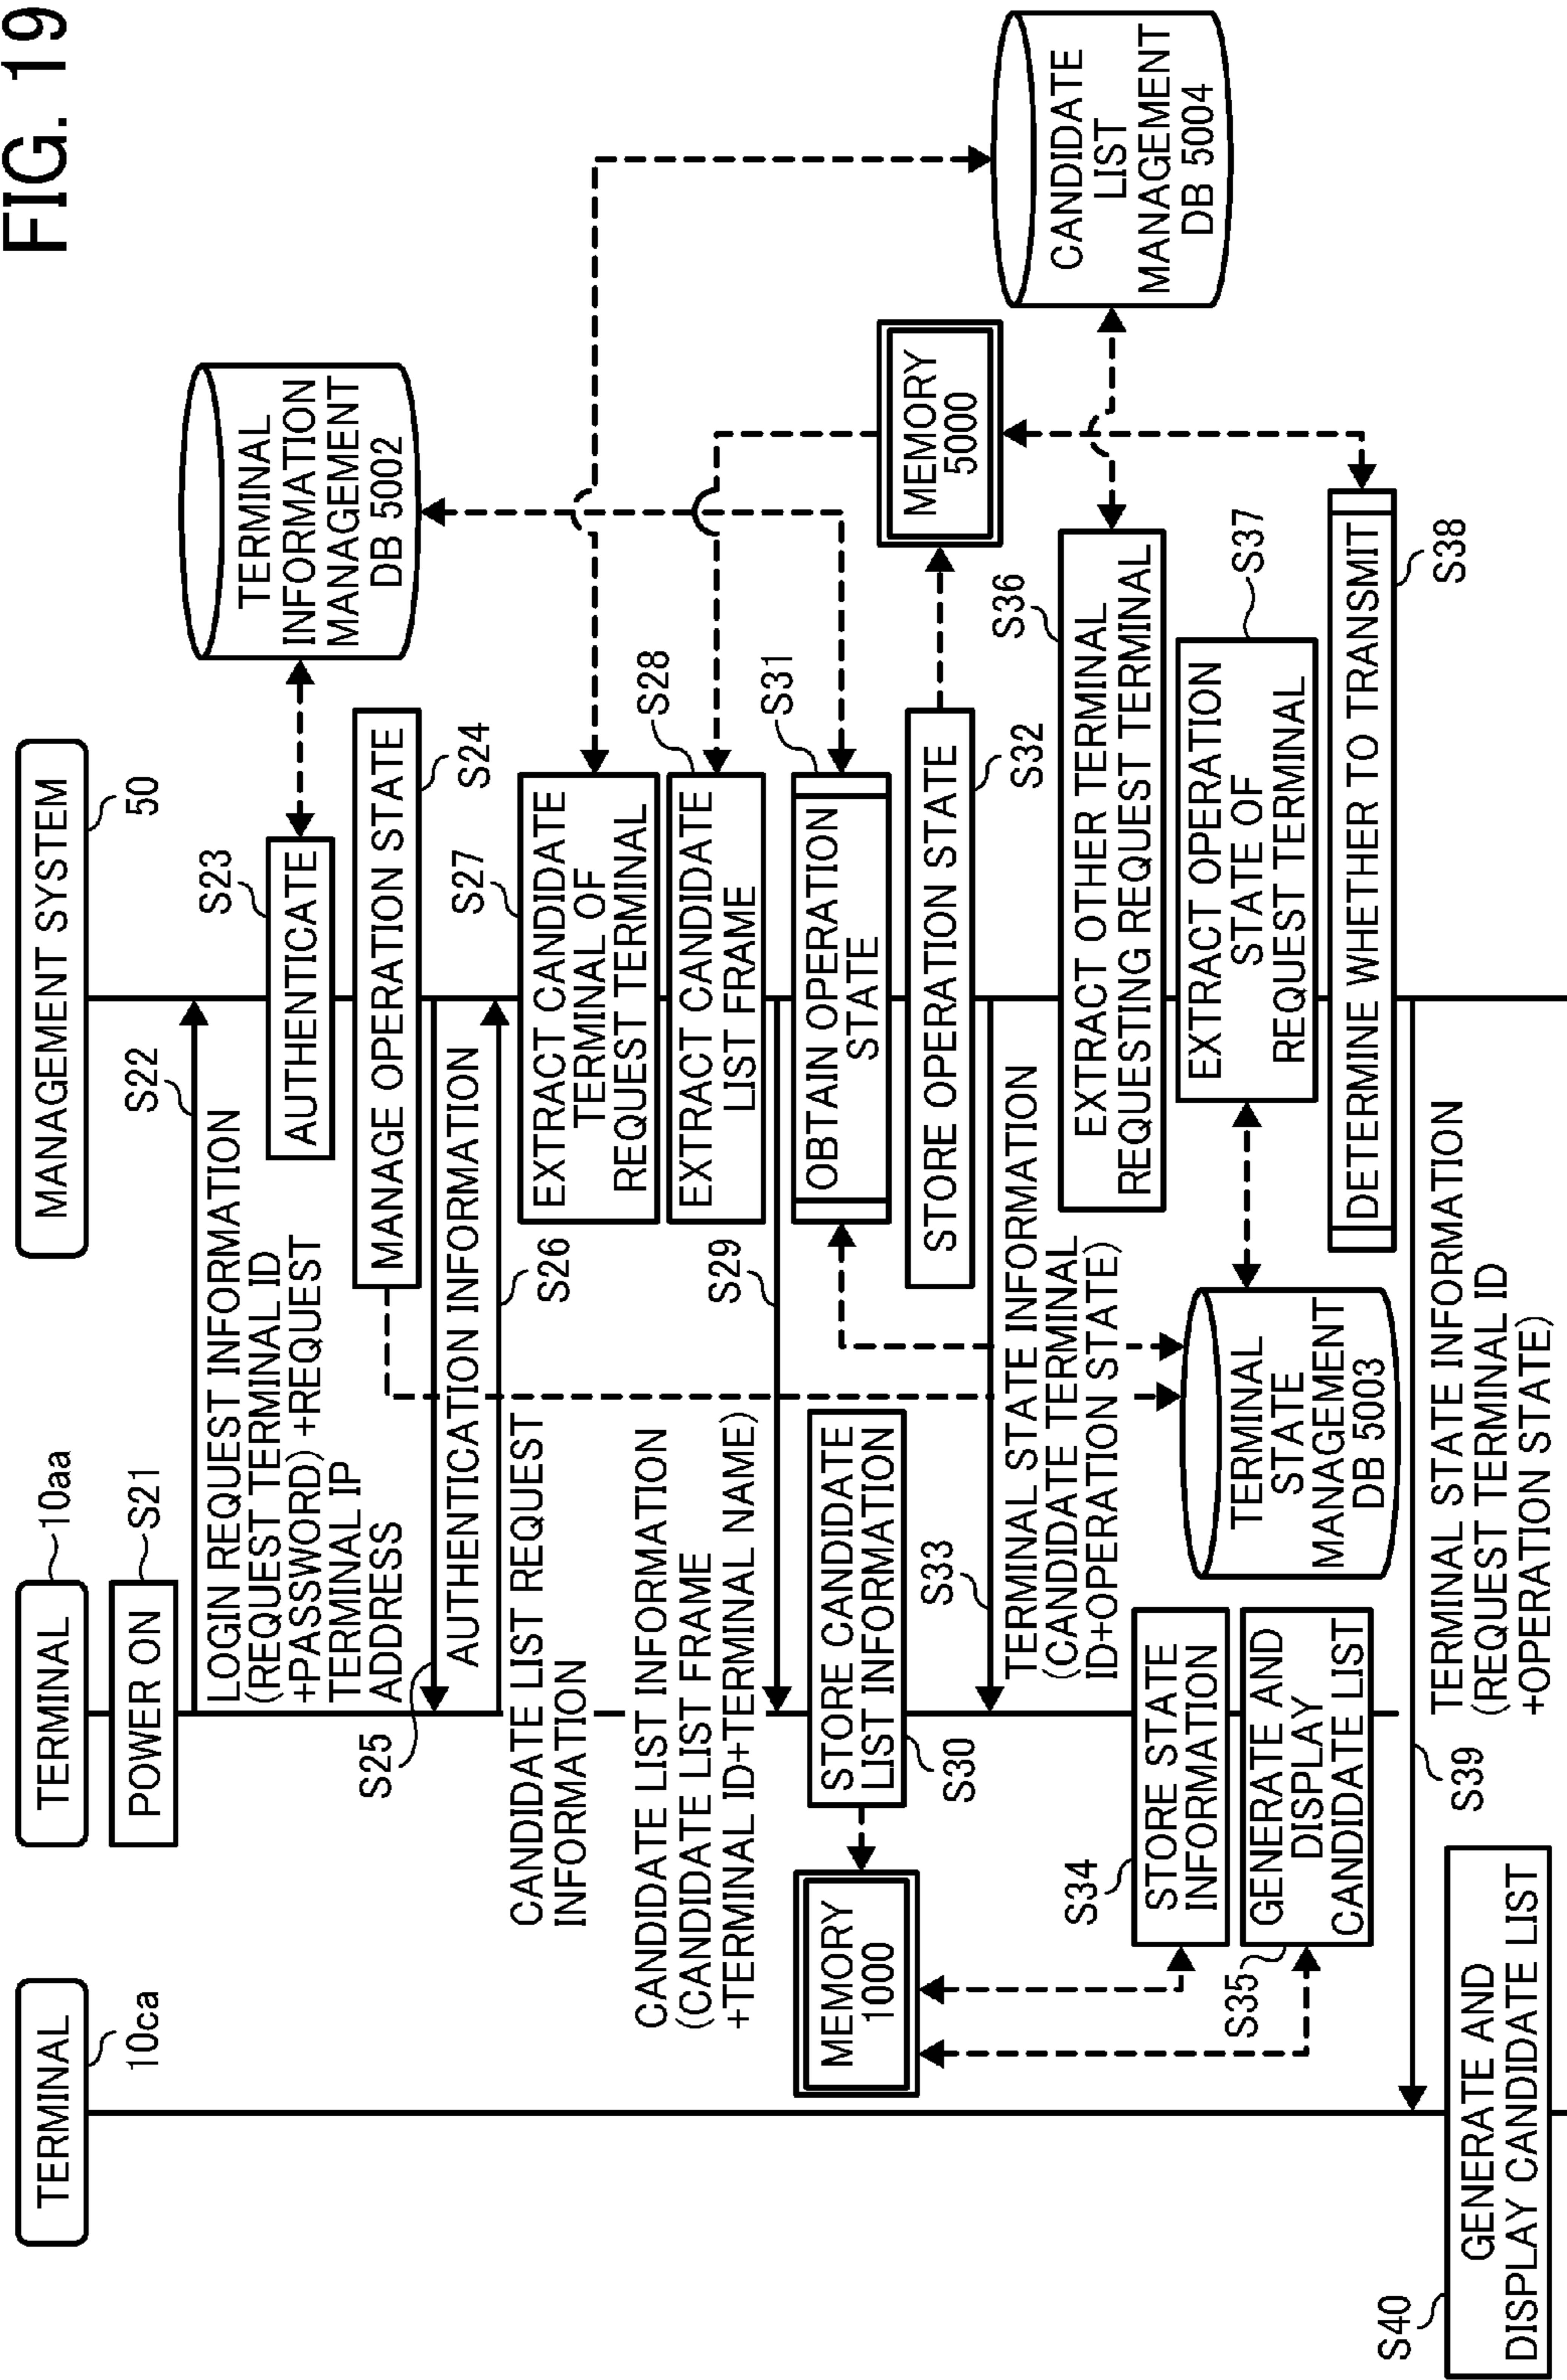 FIG. 19
TERMINAL
10ca
TERMINAL
10aa
MANAGEMENT SYSTEM
50
POWER ON
S21
S22
LOGIN REQUEST INFORMATION
(REQUEST TERMINAL ID
+PASSWORD)+REQUEST
TERMINAL IP
ADDRESS
S23
AUTHENTICATE
TERMINAL
INFORMATION
MANAGEMENT
DB 5002
MANAGE OPERATION STATE
S24
S25
AUTHENTICATION INFORMATION
S26
CANDIDATE LIST REQUEST
INFORMATION
S27
EXTRACT CANDIDATE
TERMINAL OF
REQUEST TERMINAL
S28
EXTRACT CANDIDATE
LIST FRAME
CANDIDATE LIST INFORMATION
(CANDIDATE LIST FRAME
+TERMINAL ID+TERMINAL NAME)
S29
STORE CANDIDATE
LIST INFORMATION
S30
MEMORY
1000
S31
OBTAIN OPERATION
STATE
STORE OPERATION STATE
S32
MEMORY
5000
CANDIDATE
LIST
MANAGEMENT
DB 5004
S33
TERMINAL STATE INFORMATION
(CANDIDATE TERMINAL
ID+OPERATION STATE)
S34
STORE STATE
INFORMATION
S35
GENERATE AND
DISPLAY
CANDIDATE LIST
TERMINAL
STATE
MANAGEMENT
DB 5003
S36
EXTRACT OTHER TERMINAL
REQUESTING REQUEST TERMINAL
S37
EXTRACT OPERATION
STATE OF
REQUEST TERMINAL
DETERMINE WHETHER TO TRANSMIT
S38
S39
TERMINAL STATE INFORMATION
(REQUEST TERMINAL ID
+OPERATION STATE)
S40
GENERATE AND
DISPLAY CANDIDATE LIST